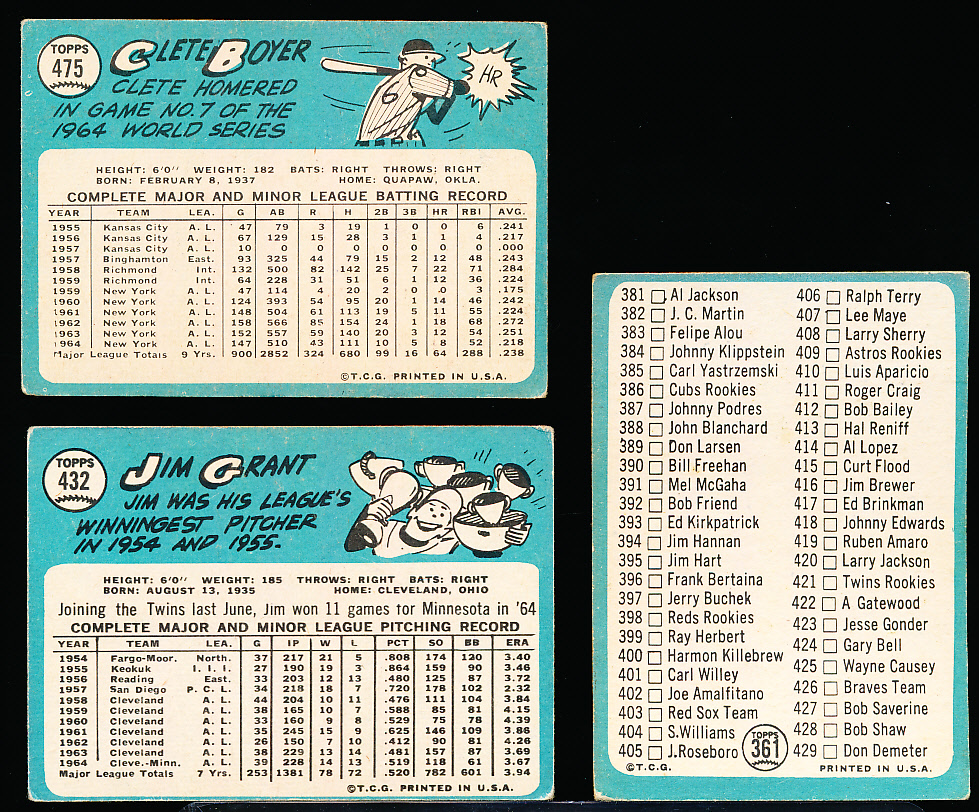 TOPPS
475
CLETE BOYER
CLETE HOMERED
IN GAME NO. 7 OF THE
1964 WORLD SERIES
HR
6
HEIGHT: 6'0" WEIGHT: 182 BATS: RIGHT THROWS: RIGHT
BORN: FEBRUARY 8, 1937 HOME: QUAPAW, OKLA.
COMPLETE MAJOR AND MINOR LEAGUE BATTING RECORD
YEAR TEAM LEA. G AB R H 2B 3B HR RBI AVG.
1955 Kansas City A. L. 47 79 3 19 1 0 0 6 .241
1956 Kansas City A. L. 67 129 15 28 3 1 1 4 .217
1957 Kansas City A. L. 10 0 0 0 0 0 0 0 .000
1957 Binghamton East. 93 325 44 79 15 2 12 48 .243
1958 Richmond Int. 132 500 82 142 25 7 22 71 .284
1959 Richmond Int. 64 228 31 51 6 1 12 36 .224
1959 New York A. L. 47 114 4 20 2 0 0 3 .175
1960 New York A. L. 124 393 54 95 20 1 14 46 .242
1961 New York A. L. 148 504 61 113 19 5 11 55 .224
1962 New York A. L. 158 566 85 154 24 1 18 68 .272
1963 New York A. L. 152 557 59 140 20 3 12 54 .251
1964 New York A. L. 147 510 43 111 10 5 8 52 .218
Major League Totals 9 Yrs. 900 2852 324 680 99 16 64 288 .238
©T.C.G. PRINTED IN U.S.A.
TOPPS
432
JIM GRANT
JIM WAS HIS LEAGUE'S
WINNINGEST PITCHER
IN 1954 AND 1955.
HEIGHT: 6'0" WEIGHT: 185 THROWS: RIGHT BATS: RIGHT
BORN: AUGUST 13, 1935 HOME: CLEVELAND, OHIO
Joining the Twins last June, Jim won 11 games for Minnesota in '64
COMPLETE MAJOR AND MINOR LEAGUE PITCHING RECORD
YEAR TEAM LEA. G IP W L PCT SO BB ERA
1954 Fargo-Moor. North. 37 217 21 5 .808 174 120 3.40
1955 Keokuk I. I. I. 27 190 19 3 .864 159 90 3.46
1956 Reading East. 33 203 12 13 .480 125 87 3.72
1957 San Diego P. C. L. 34 218 18 7 .720 178 102 2.32
1958 Cleveland A. L. 44 204 10 11 .476 111 104 3.84
1959 Cleveland A. L. 38 165 10 7 .588 85 81 4.15
1960 Cleveland A. L. 33 160 9 8 .529 75 78 4.39
1961 Cleveland A. L. 35 245 15 9 .625 146 109 3.86
1962 Cleveland A. L. 26 150 7 10 .412 90 81 4.26
1963 Cleveland A. L. 38 229 13 14 .481 157 87 3.69
1964 Cleve.-Minn. A. L. 39 228 14 13 .519 118 61 3.67
Major League Totals 7 Yrs. 253 1381 78 72 .520 782 601 3.94
©T.C.G. PRINTED IN U.S.A.
381 Al Jackson
382 J. C. Martin
383 Felipe Alou
384 Johnny Klippstein
385 Carl Yastrzemski
386 Cubs Rookies
387 Johnny Podres
388 John Blanchard
389 Don Larsen
390 Bill Freehan
391 Mel McGaha
392 Bob Friend
393 Ed Kirkpatrick
394 Jim Hannan
395 Jim Hart
396 Frank Bertaina
397 Jerry Buchek
398 Reds Rookies
399 Ray Herbert
400 Harmon Killebrew
401 Carl Willey
402 Joe Amalfitano
403 Red Sox Team
404 S.Williams
405 J.Roseboro
406 Ralph Terry
407 Lee Maye
408 Larry Sherry
409 Astros Rookies
410 Luis Aparicio
411 Roger Craig
412 Bob Bailey
413 Hal Reniff
414 Al Lopez
415 Curt Flood
416 Jim Brewer
417 Ed Brinkman
418 Johnny Edwards
419 Ruben Amaro
420 Larry Jackson
421 Twins Rookies
422 A Gatewood
423 Jesse Gonder
424 Gary Bell
425 Wayne Causey
426 Braves Team
427 Bob Saverine
428 Bob Shaw
429 Don Demeter
TOPPS
361
©T.C.G. PRINTED IN U.S.A.